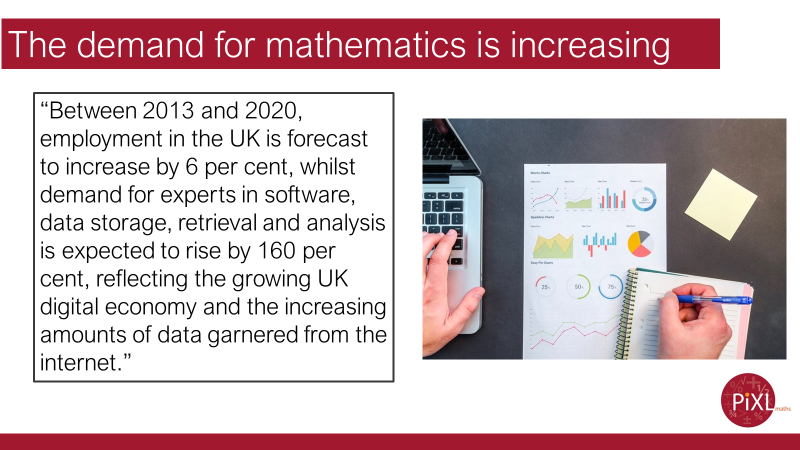 The demand for mathematics is increasing
“Between 2013 and 2020,
employment in the UK is forecast
to increase by 6 per cent, whilst
demand for experts in software,
data storage, retrieval and analysis
is expected to rise by 160 per
cent, reflecting the growing UK
digital economy and the increasing
amounts of data garnered from the
internet.”
25%
50%
75%
PiXL
maths